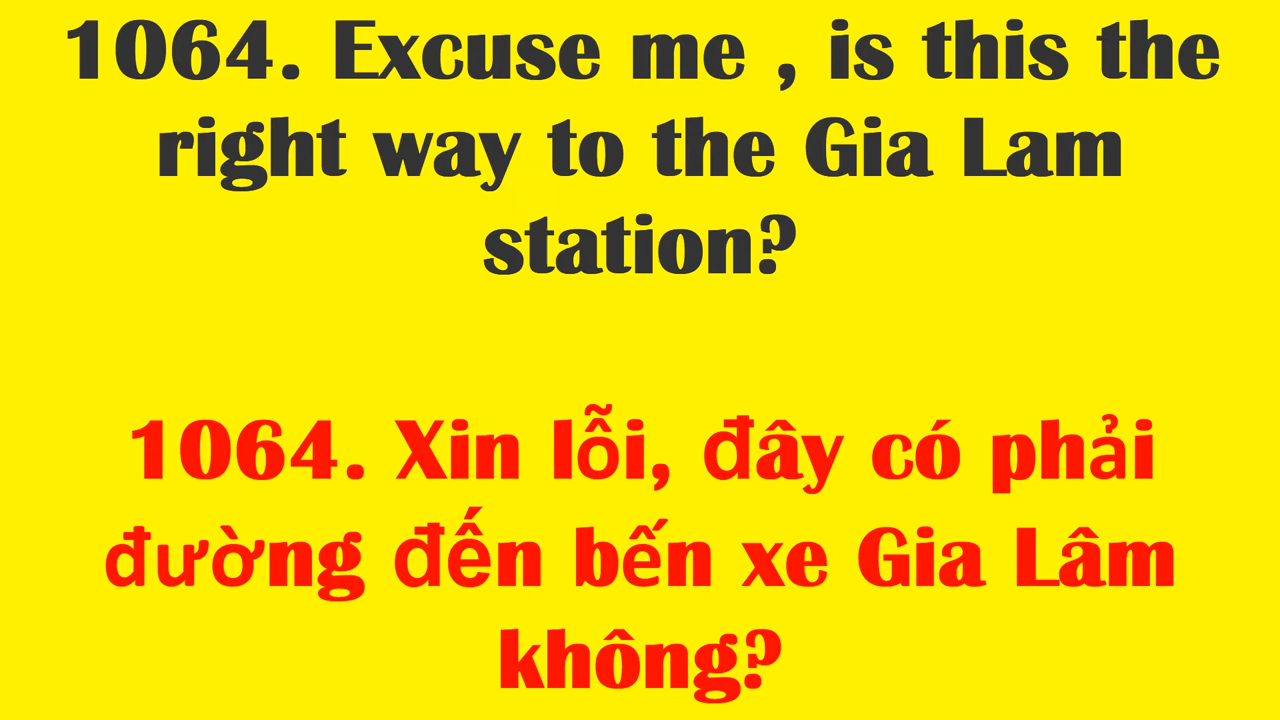 1064. Excuse me , is this the
right way to the Gia Lam
station?
1064. Xin lỗi, đây có phải
đường đến bến xe Gia Lâm
không?